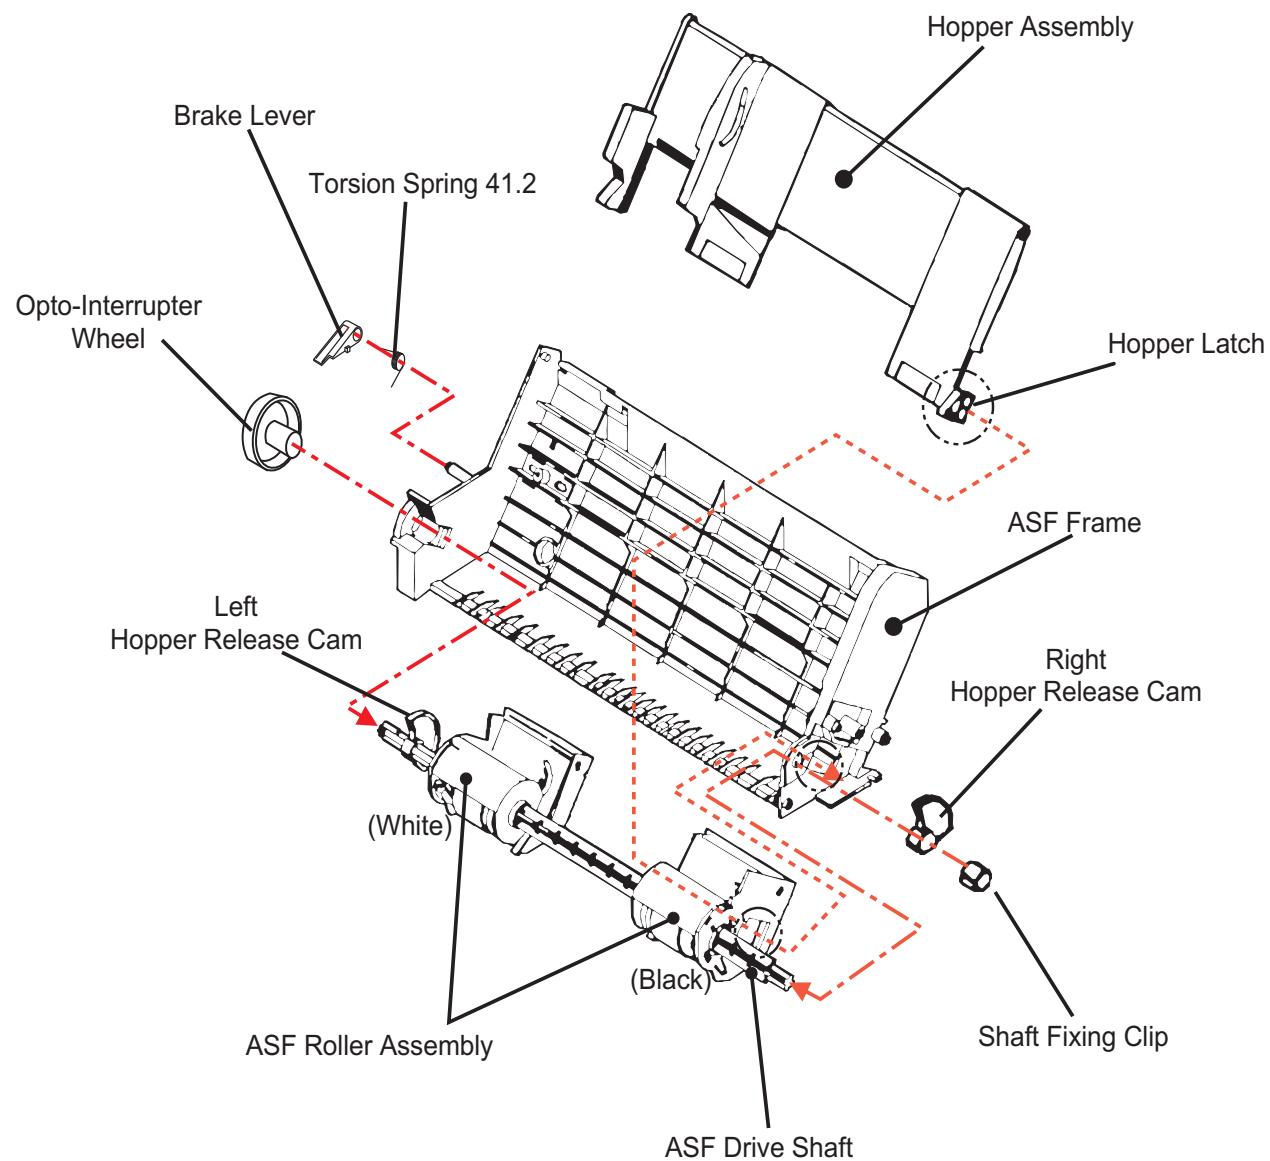 Hopper Assembly
Brake Lever
Torsion Spring 41.2
Opto-Interrupter
Wheel
Hopper Latch
ASF Frame
Left
Hopper Release Cam
Right
Hopper Release Cam
(White)
(Black)
ASF Roller Assembly
Shaft Fixing Clip
ASF Drive Shaft